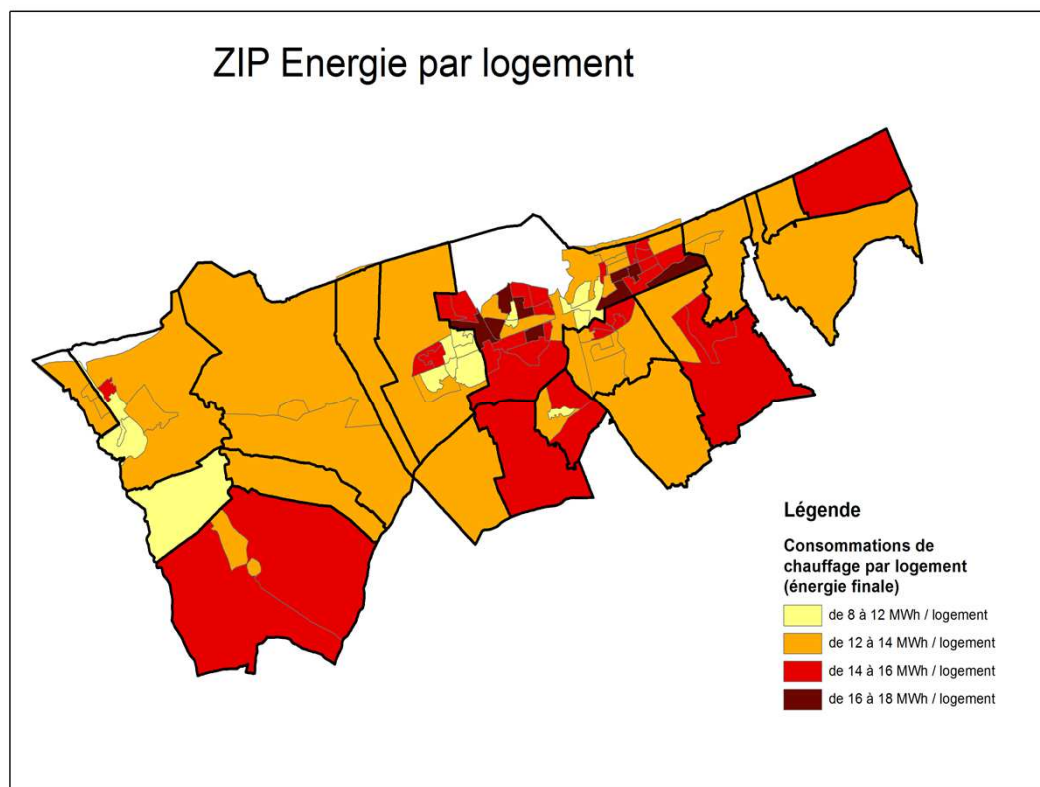 ZIP Energie par logement
Légende
Consommations de
chauffage par logement
(énergie finale)
de 8 à 12 MWh / logement
de 12 à 14 MWh / logement
de 14 à 16 MWh / logement
de 16 à 18 MWh / logement